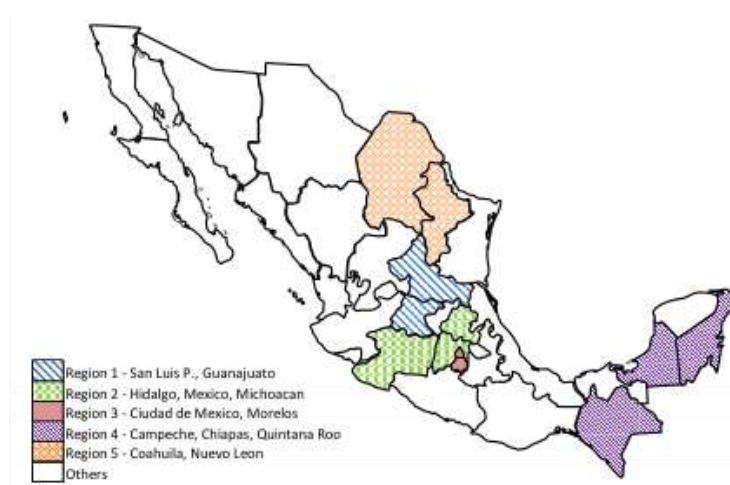 Region 1 - San Luis P., Guanajuato
Region 2 - Hidalgo, Mexico, Michoacan
Region 3 - Ciudad de Mexico, Morelos
Region 4 - Campeche, Chiapas, Quintana Roo
Region 5 - Coahuila, Nuevo Leon
Others